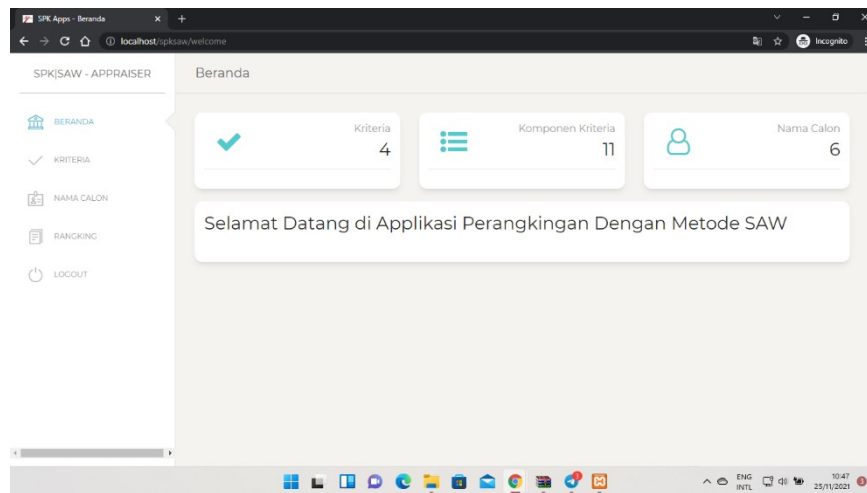 SPK Apps - Beranda
localhost/spksaw/welcome
Incognito
SPK|SAW - APPRAISER
Beranda
BERANDA
KRITERIA
NAMA CALON
RANGKING
LOGOUT
Kriteria
4
Komponen Kriteria
11
Nama Calon
6
Selamat Datang di Applikasi Perangkingan Dengan Metode SAW
ENG
INTL
10:47
25/11/2021